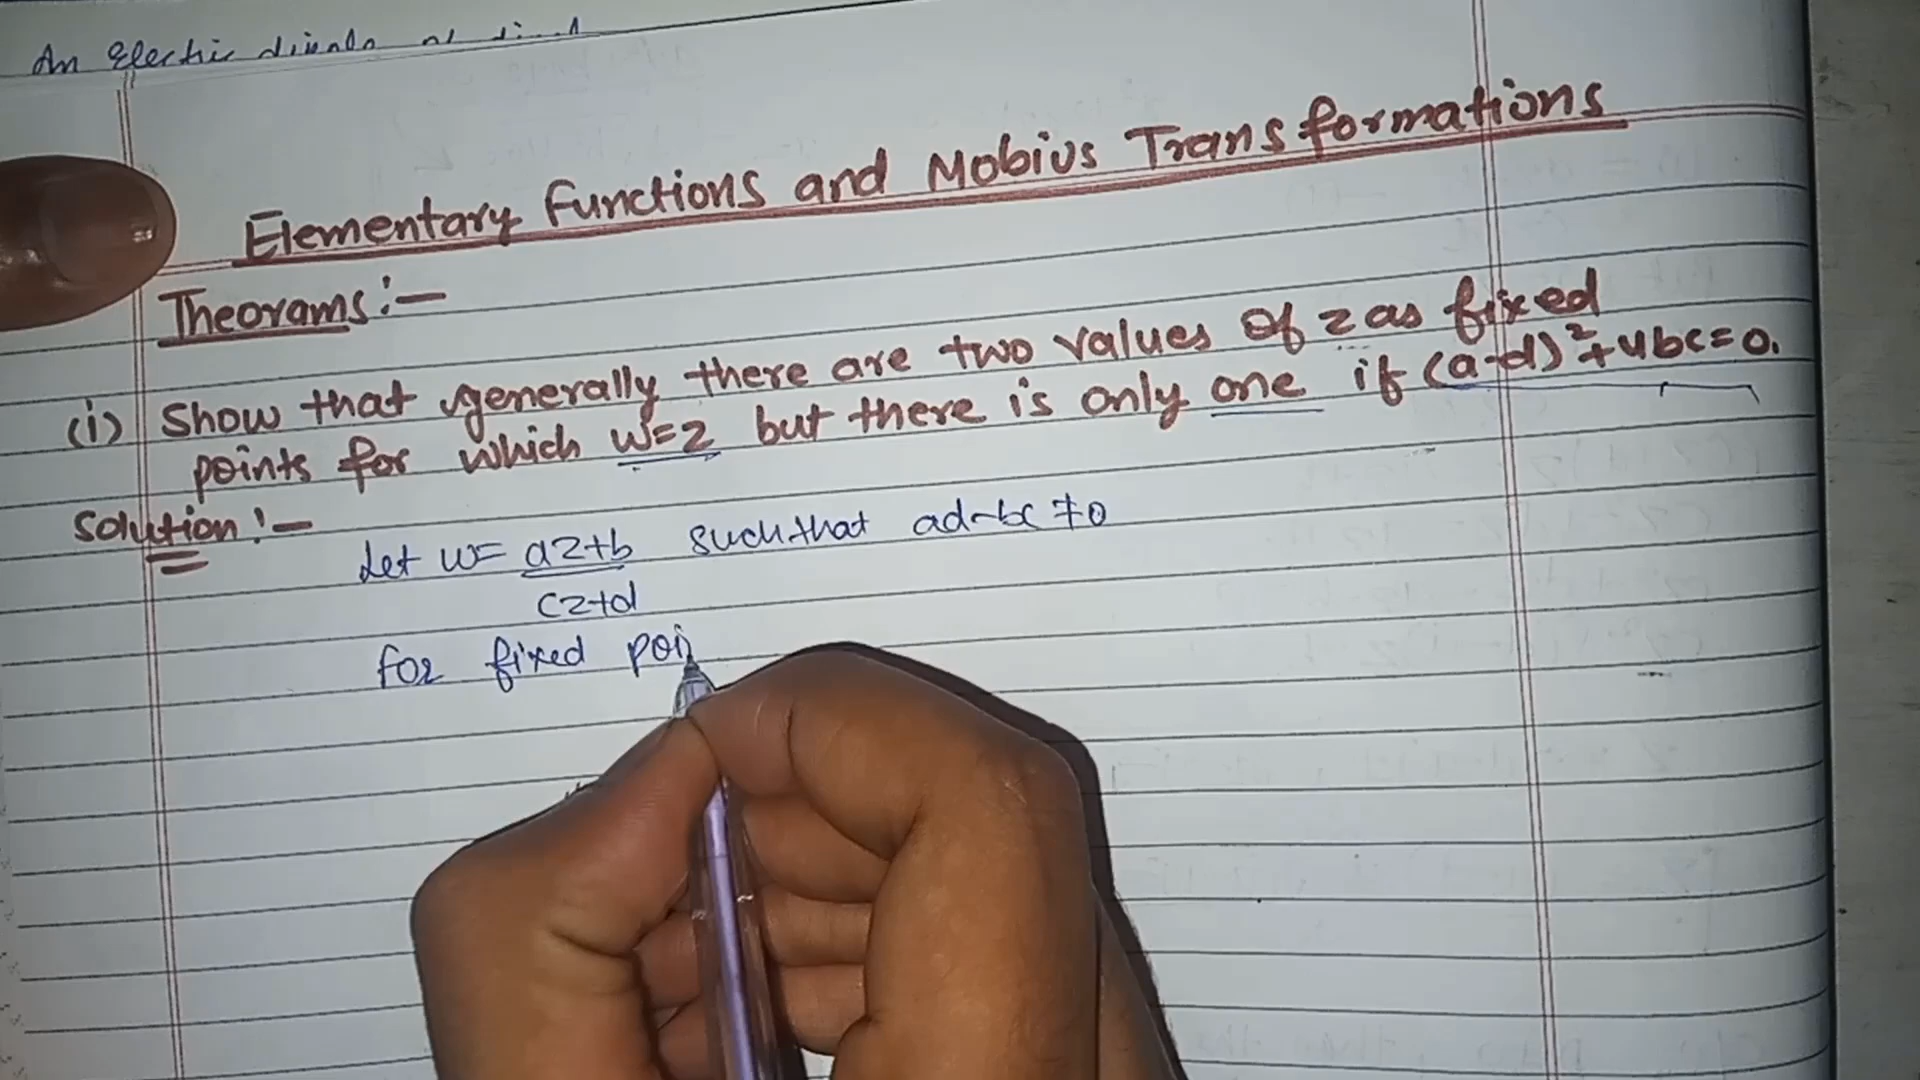 An Electric
Elementary Functions and Mobius Transformations
Theorams:-
(i) Show that generally there are two values of z as fixed
points for which w=z but there is only one if (a-d)²+4bc=0.
Solution:-
Let w= az+b such that ad-bc ≠0
cz+d
for fixed poi